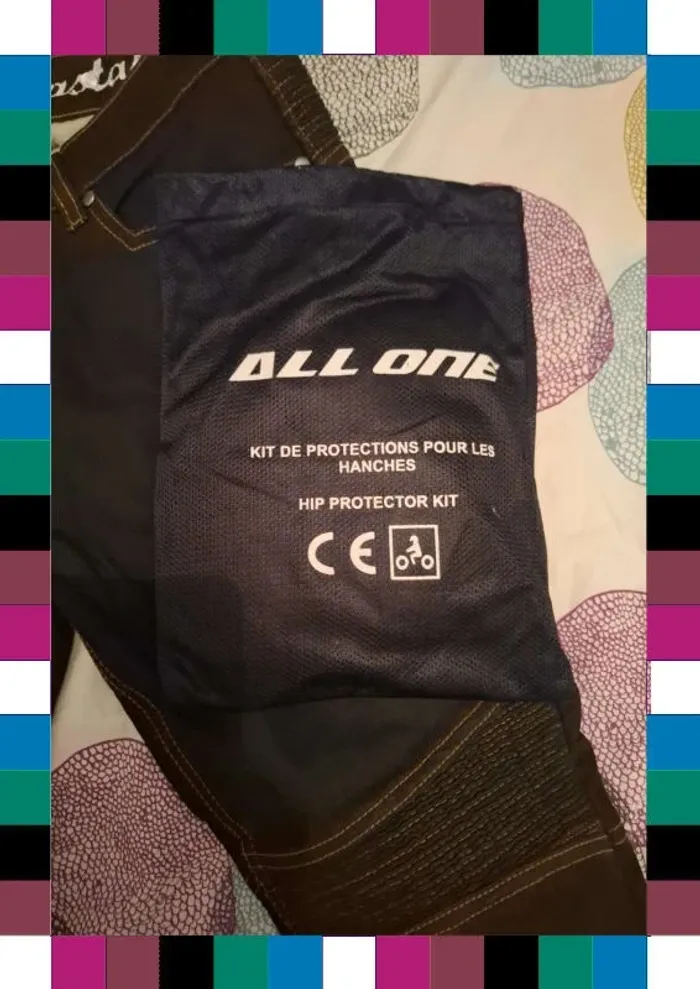 ALL ONE
KIT DE PROTECTIONS POUR LES
HANCHES
HIP PROTECTOR KIT
CE